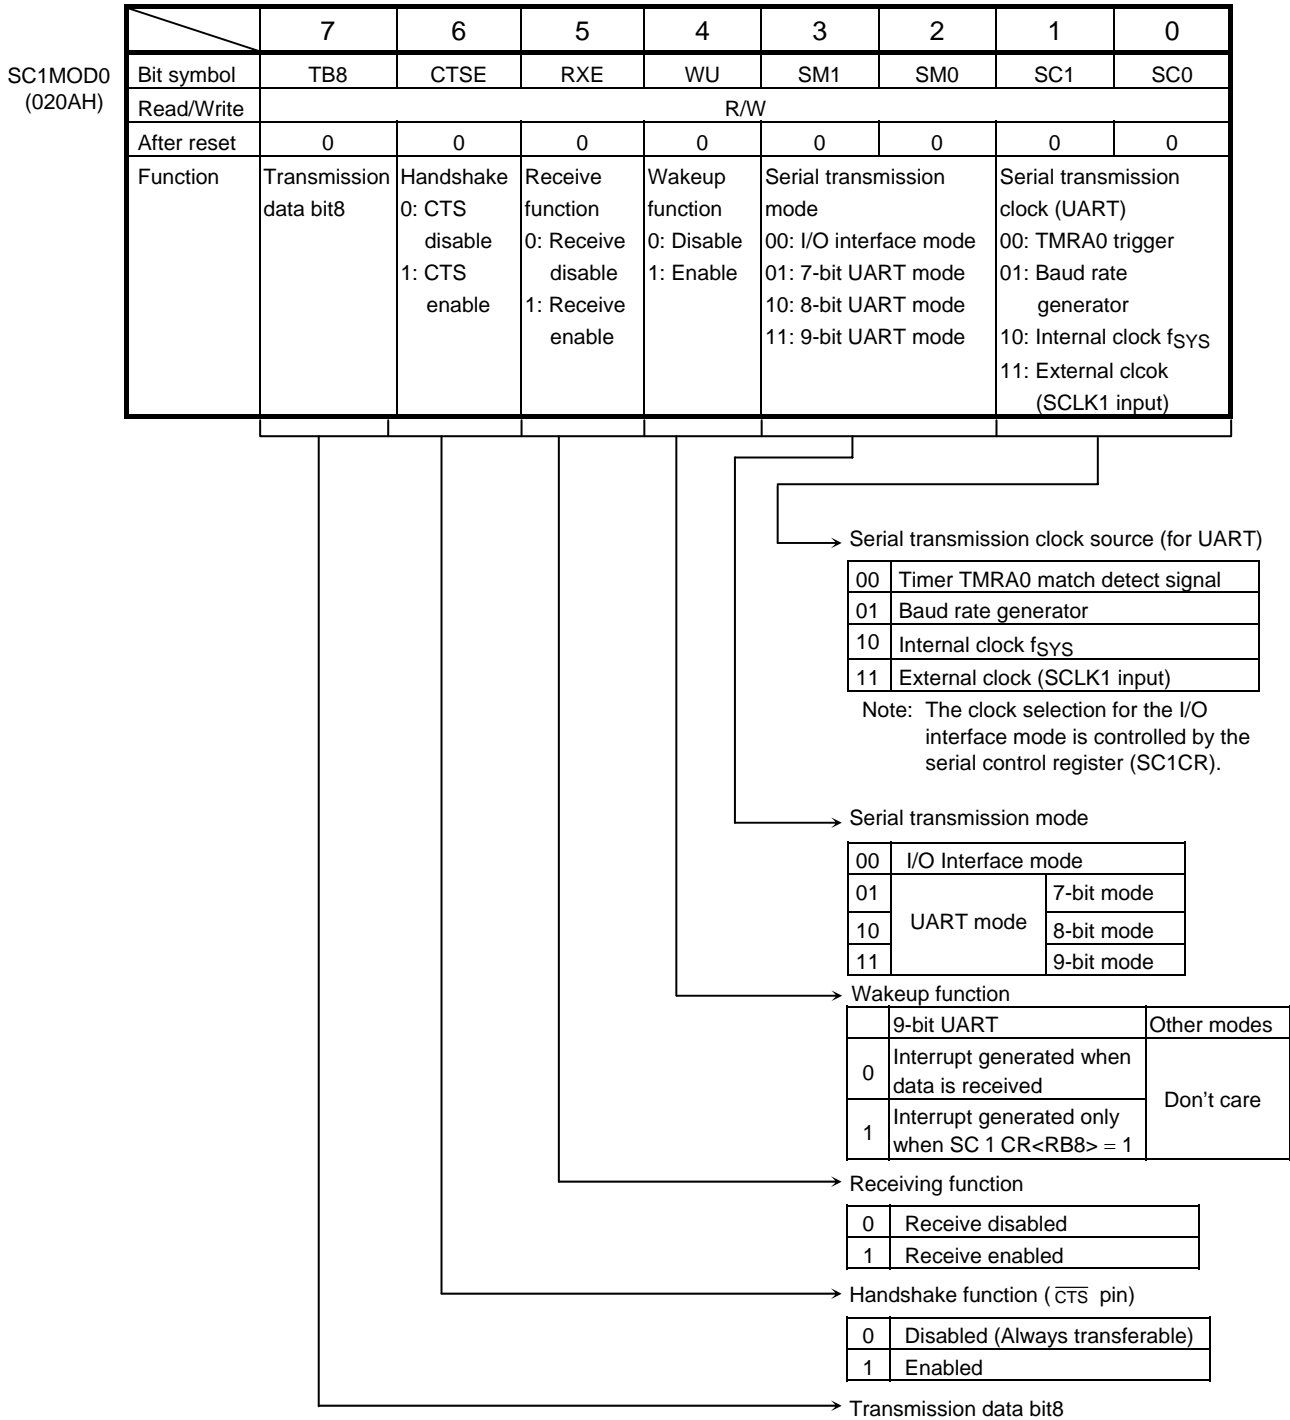 7 6 5 4 3 2 1 0
SC1MOD0
(020AH)
Bit symbol TB8 CTSE RXE WU SM1 SM0 SC1 SC0
Read/Write R/W
After reset 0 0 0 0 0 0 0 0
Function
Transmission
data bit8
Handshake
0: CTS
disable
1: CTS
enable
Receive
function
0: Receive
disable
1: Receive
enable
Wakeup
function
0: Disable
1: Enable
Serial transmission
mode
00: I/O interface mode
01: 7-bit UART mode
10: 8-bit UART mode
11: 9-bit UART mode
Serial transmission
clock (UART)
00: TMRA0 trigger
01: Baud rate
generator
10: Internal clock fSYS
11: External clcok
(SCLK1 input)
Serial transmission clock source (for UART)
00 Timer TMRA0 match detect signal
01 Baud rate generator
10 Internal clock fSYS
11 External clock (SCLK1 input)
Note: The clock selection for the I/O
interface mode is controlled by the
serial control register (SC1CR).
Serial transmission mode
00 I/O Interface mode
01 UART mode 7-bit mode
10 8-bit mode
11 9-bit mode
Wakeup function
9-bit UART Other modes
0 Interrupt generated when
data is received
Don't care
1 Interrupt generated only
when SC 1 CR<RB8> = 1
Receiving function
0 Receive disabled
1 Receive enabled
Handshake function ( C̅T̅S̅ pin)
0 Disabled (Always transferable)
1 Enabled
Transmission data bit8